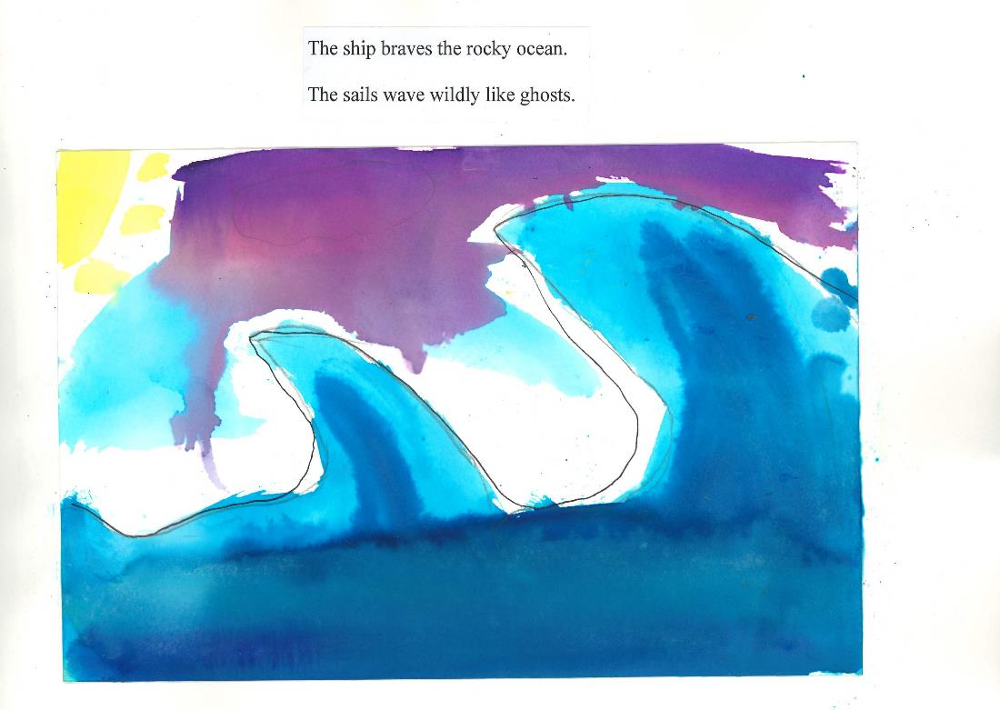 The ship braves the rocky ocean.
The sails wave wildly like ghosts.